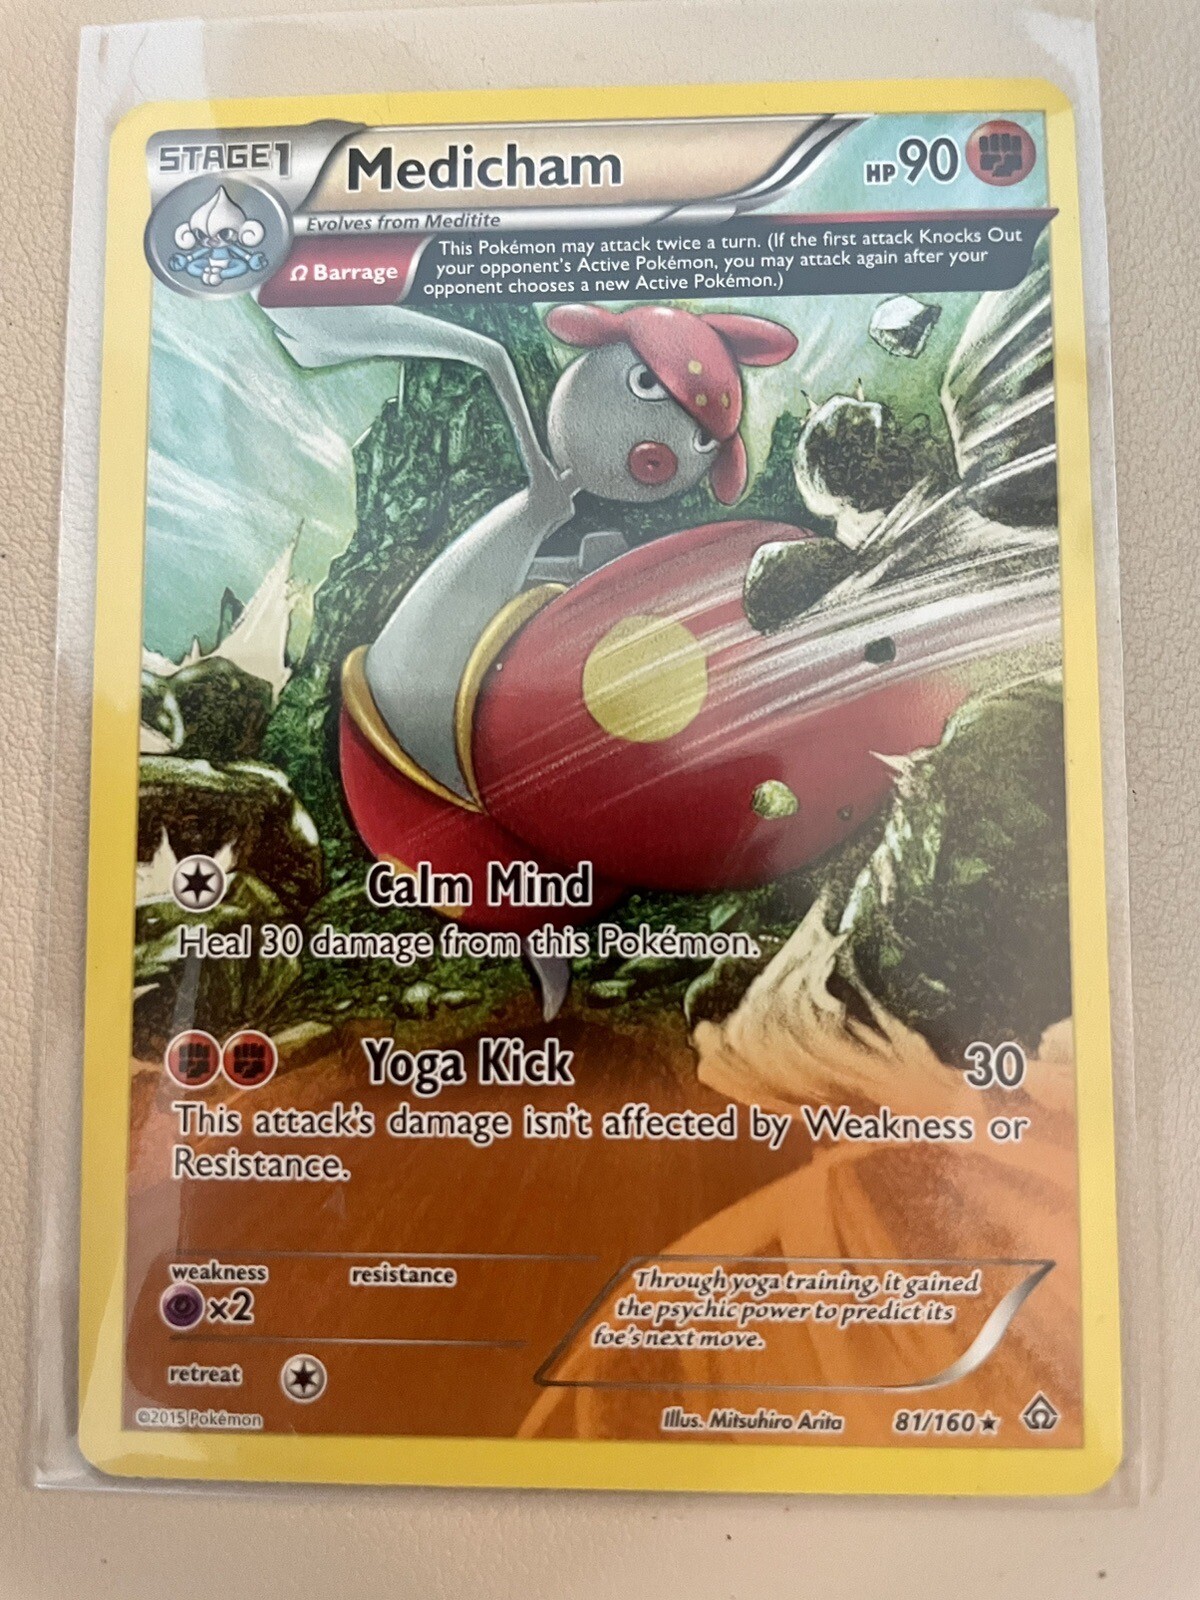 STAGE1
Medicham
HP90
Evolves from Meditite
Ω Barrage
This Pokémon may attack twice a turn. (If the first attack Knocks Out
your opponent's Active Pokémon, you may attack again after your
opponent chooses a new Active Pokémon.)
Calm Mind
Heal 30 damage from this Pokémon.
Yoga Kick 30
This attack's damage isn't affected by Weakness or
Resistance.
weakness resistance
×2
Through yoga training, it gained
the psychic power to predict its
foe's next move.
retreat
©2015 Pokémon
Illus. Mitsuhiro Arita
81/160 ★